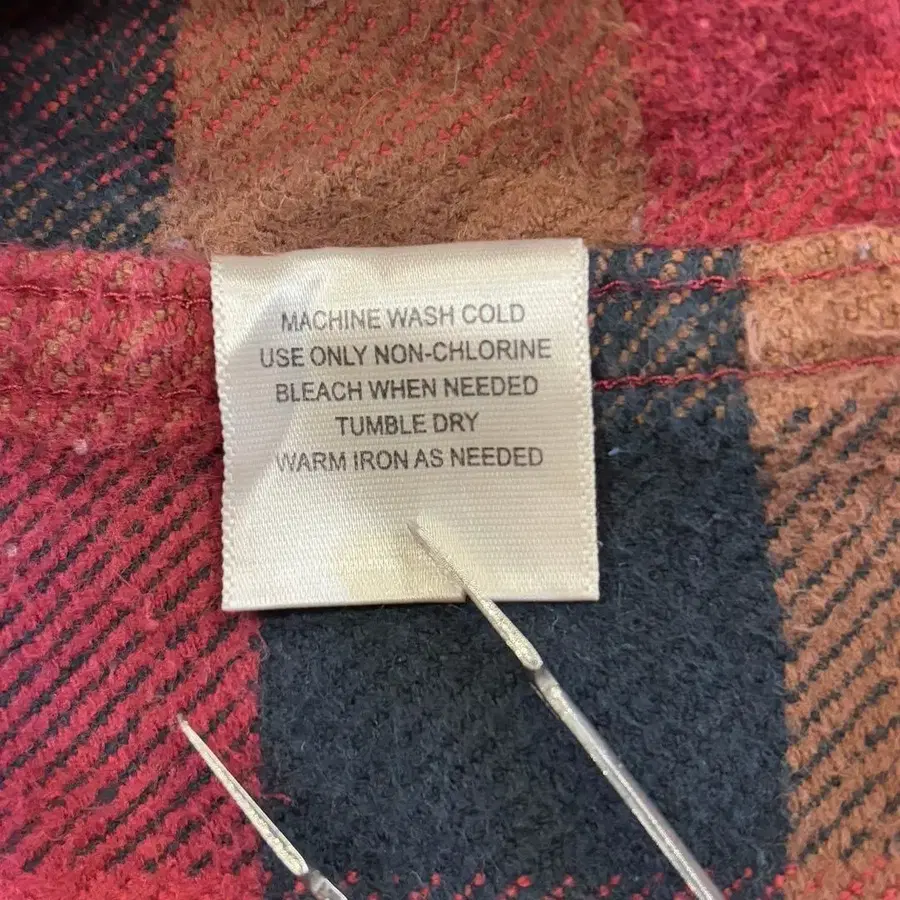 MACHINE WASH COLD
USE ONLY NON-CHLORINE
BLEACH WHEN NEEDED
TUMBLE DRY
WARM IRON AS NEEDED